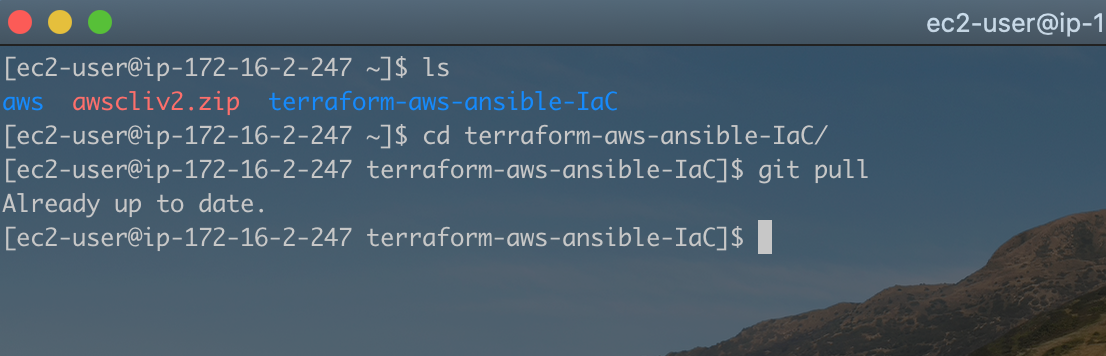 ec2-user@ip-1
[ec2-user@ip-172-16-2-247 ~]$ ls
aws  awscliv2.zip  terraform-aws-ansible-IaC
[ec2-user@ip-172-16-2-247 ~]$ cd terraform-aws-ansible-IaC/
[ec2-user@ip-172-16-2-247 terraform-aws-ansible-IaC]$ git pull
Already up to date.
[ec2-user@ip-172-16-2-247 terraform-aws-ansible-IaC]$